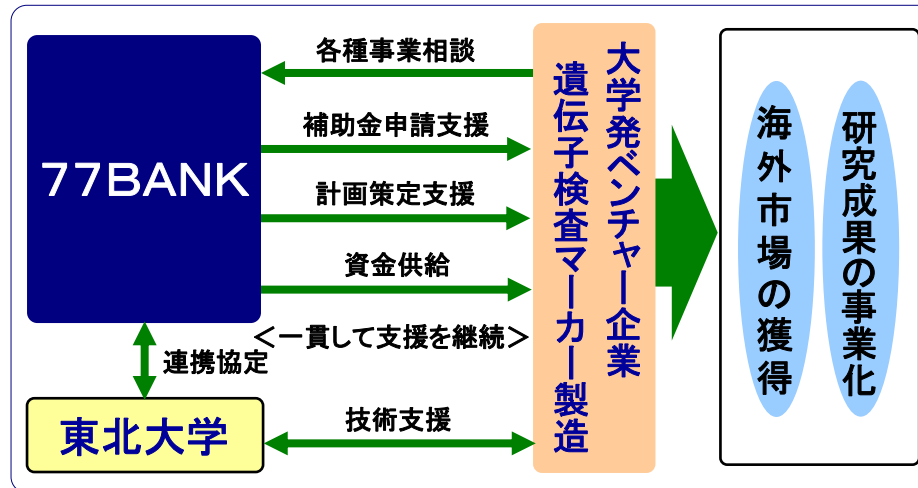 各種事業相談
補助金申請支援
77BANK
計画策定支援
資金供給
<一貫して支援を継続>
連携協定
東北大学
技術支援
大学発ベンチャー企業
遺伝子検査マーカー製造
研究成果の事業化
海外市場の獲得